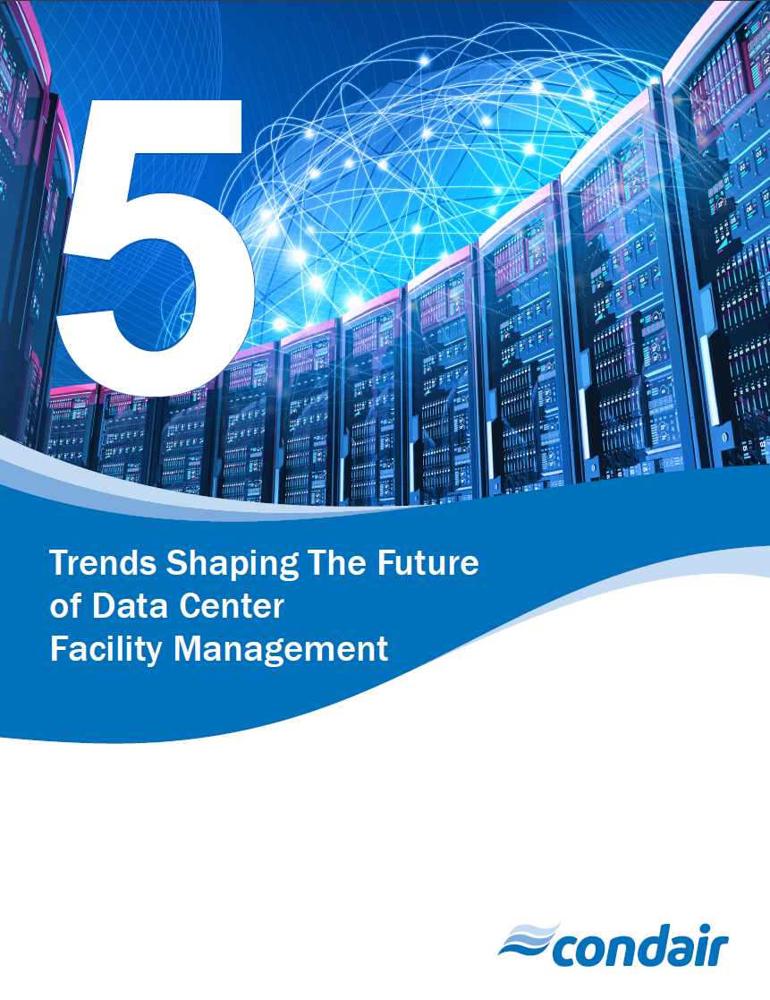 5
Trends Shaping The Future
of Data Center
Facility Management
condair